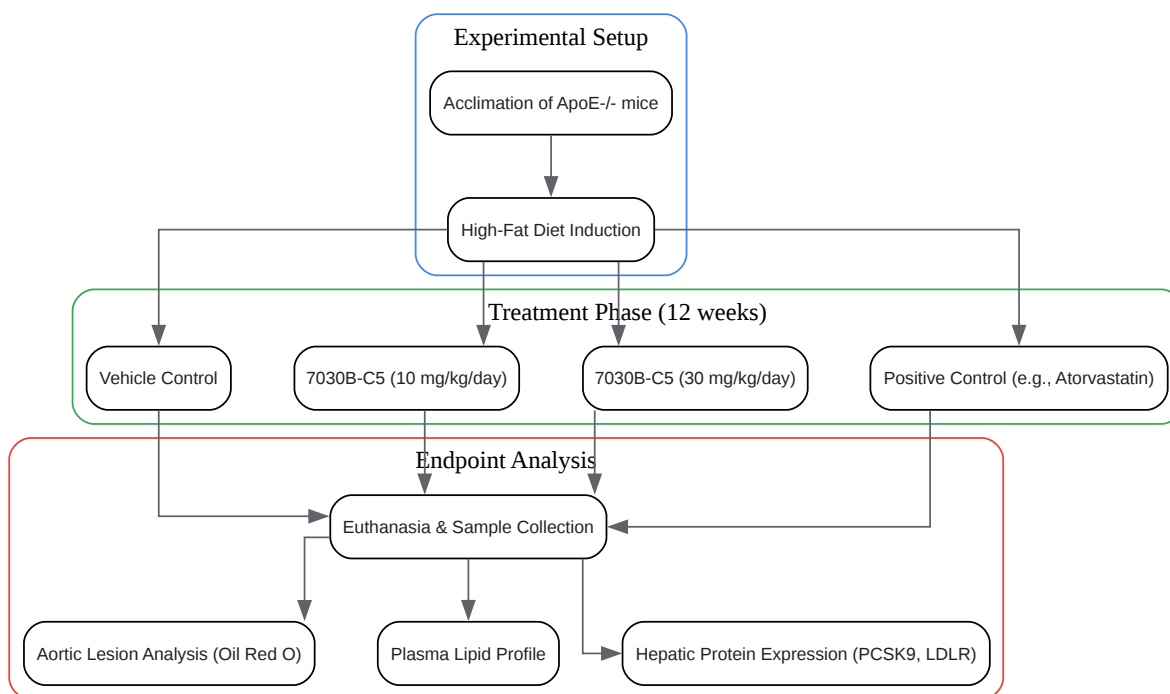 Experimental Setup
Acclimation of ApoE-/- mice
High-Fat Diet Induction
Treatment Phase (12 weeks)
Vehicle Control
7030B-C5 (10 mg/kg/day)
7030B-C5 (30 mg/kg/day)
Positive Control (e.g., Atorvastatin)
Endpoint Analysis
Euthanasia & Sample Collection
Aortic Lesion Analysis (Oil Red O)
Plasma Lipid Profile
Hepatic Protein Expression (PCSK9, LDLR)